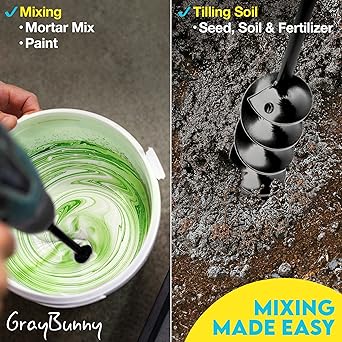 ✓Mixing
- Mortar Mix
- Paint
✓Tilling Soil
- Seed, Soil & Fertilizer
GrayBunny
MIXING
MADE EASY